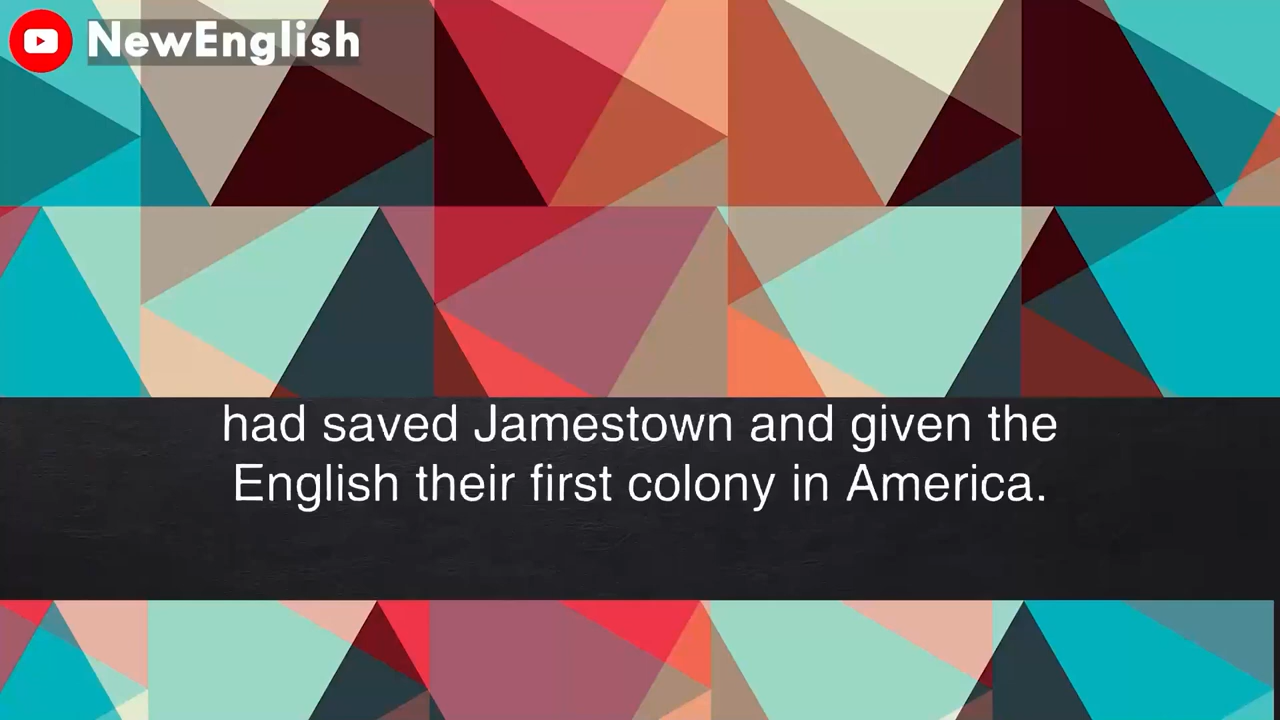 NewEnglish
had saved Jamestown and given the
English their first colony in America.